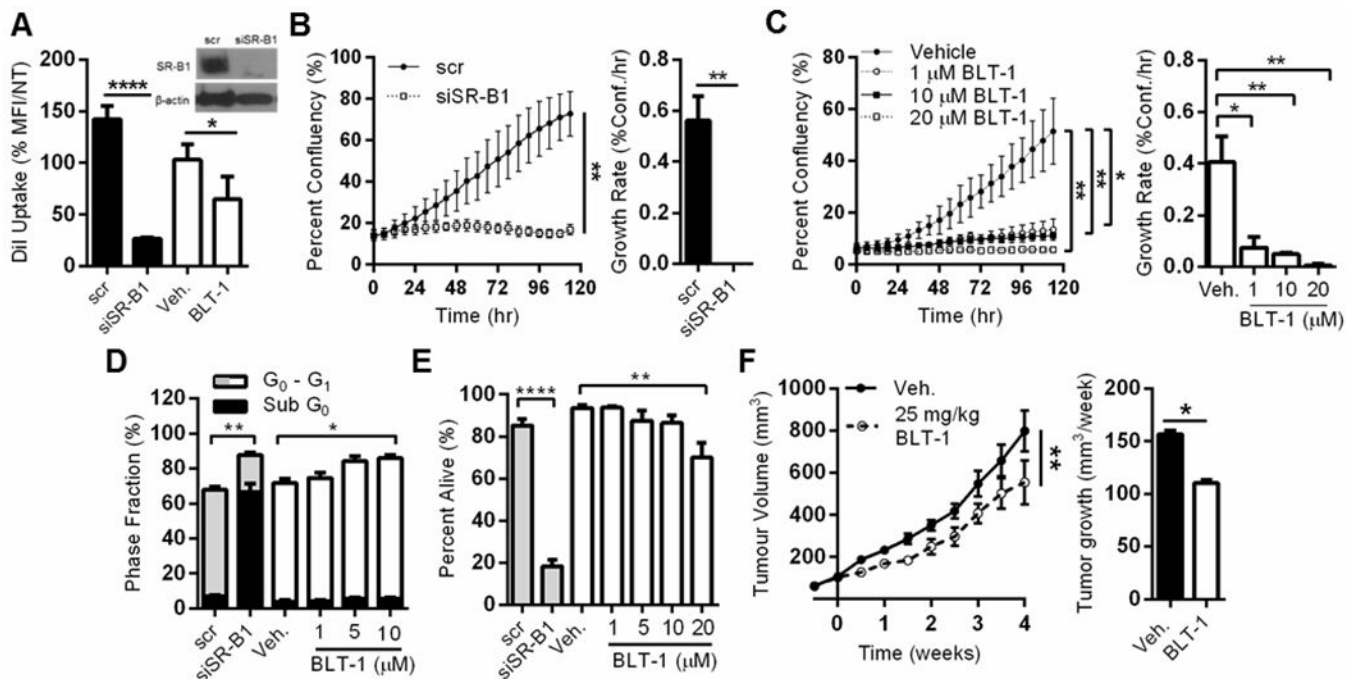 A
scr siSR-B1
SR-B1
β-actin
200
150
100
50
0
DiI Uptake (% MFI/NT)
****
*
scr
siSR-B1
Veh.
BLT-1
B
80
60
40
20
0
Percent Confluency (%)
scr
siSR-B1
**
0 24 48 72 96 120
Time (hr)
0.8
0.6
0.4
0.2
0.0
Growth Rate (%Conf./hr)
**
scr
siSR-B1
C
80
60
40
20
0
Percent Confluency (%)
Vehicle
1 μM BLT-1
10 μM BLT-1
20 μM BLT-1
**
**
*
0 24 48 72 96 120
Time (hr)
0.6
0.4
0.2
0.0
Growth Rate (%Conf./hr)
**
**
*
Veh. 1 10 20
BLT-1 (μM)
D
G0 - G1
Sub G0
120
100
80
60
40
20
0
Phase Fraction (%)
**
*
scr
siSR-B1
Veh.
1 5 10
BLT-1 (μM)
E
100
80
60
40
20
0
Percent Alive (%)
****
**
scr
siSR-B1
Veh.
1 5 10 20
BLT-1 (μM)
F
1000
800
600
400
200
Tumour Volume (mm3)
Veh.
25 mg/kg
BLT-1
**
0 1 2 3 4
Time (weeks)
200
150
100
50
0
Tumor growth (mm3/week)
*
Veh.
BLT-1